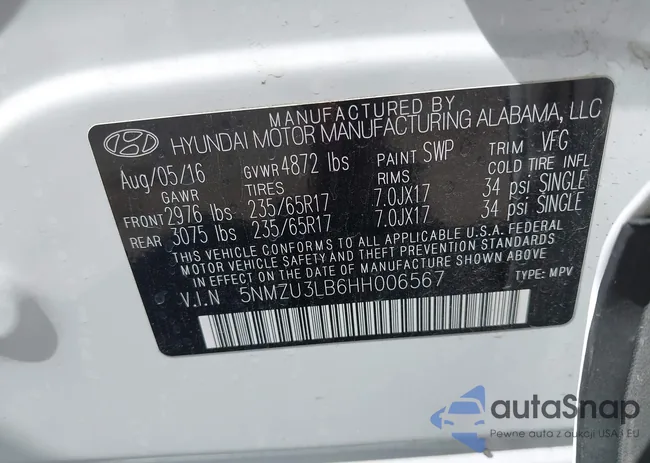 MANUFACTURED BY
HYUNDAI MOTOR MANUFACTURING ALABAMA, LLC
Aug/05/16 GVWR 4872 lbs PAINT SWP TRIM VFC
GAWR TIRES RIMS COLD TIRE INFL
FRONT 2976 lbs 235/65R17 7.0JX17 34 psi SINGLE
REAR 3075 lbs 235/65R17 7.0JX17 34 psi SINGLE
THIS VEHICLE CONFORMS TO ALL APPLICABLE U.S.A. FEDERAL
MOTOR VEHICLE SAFETY AND THEFT PREVENTION STANDARDS
IN EFFECT ON THE DATE OF MANUFACTURE SHOWN ABOVE
V.I.N 5NMZU3LB6HH006567 TYPE: MPV
autaSnap
Pewne auta z aukcji USA i EU